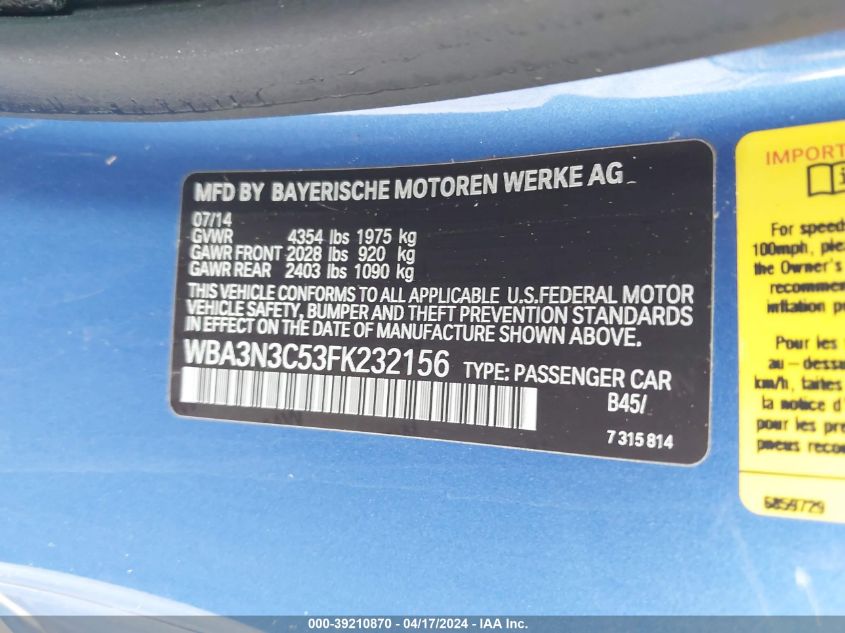 MFD BY BAYERISCHE MOTOREN WERKE AG
07/14
GVWR 4354 lbs 1975 kg
GAWR FRONT 2028 lbs 920 kg
GAWR REAR 2403 lbs 1090 kg
THIS VEHICLE CONFORMS TO ALL APPLICABLE U.S.FEDERAL MOTOR
VEHICLE SAFETY, BUMPER AND THEFT PREVENTION STANDARDS
IN EFFECT ON THE DATE OF MANUFACTURE SHOWN ABOVE.
WBA3N3C53FK232156 TYPE: PASSENGER CAR
B45/
7 315 814
IMPORT
For speed
100mph, ple
the Owner's
recomme
inflation p
Pour les
au - dessu
km/h, faites
la notice d'
pour les pre
pneus reco
6859729
000-39210870 - 04/17/2024 - IAA, Inc.